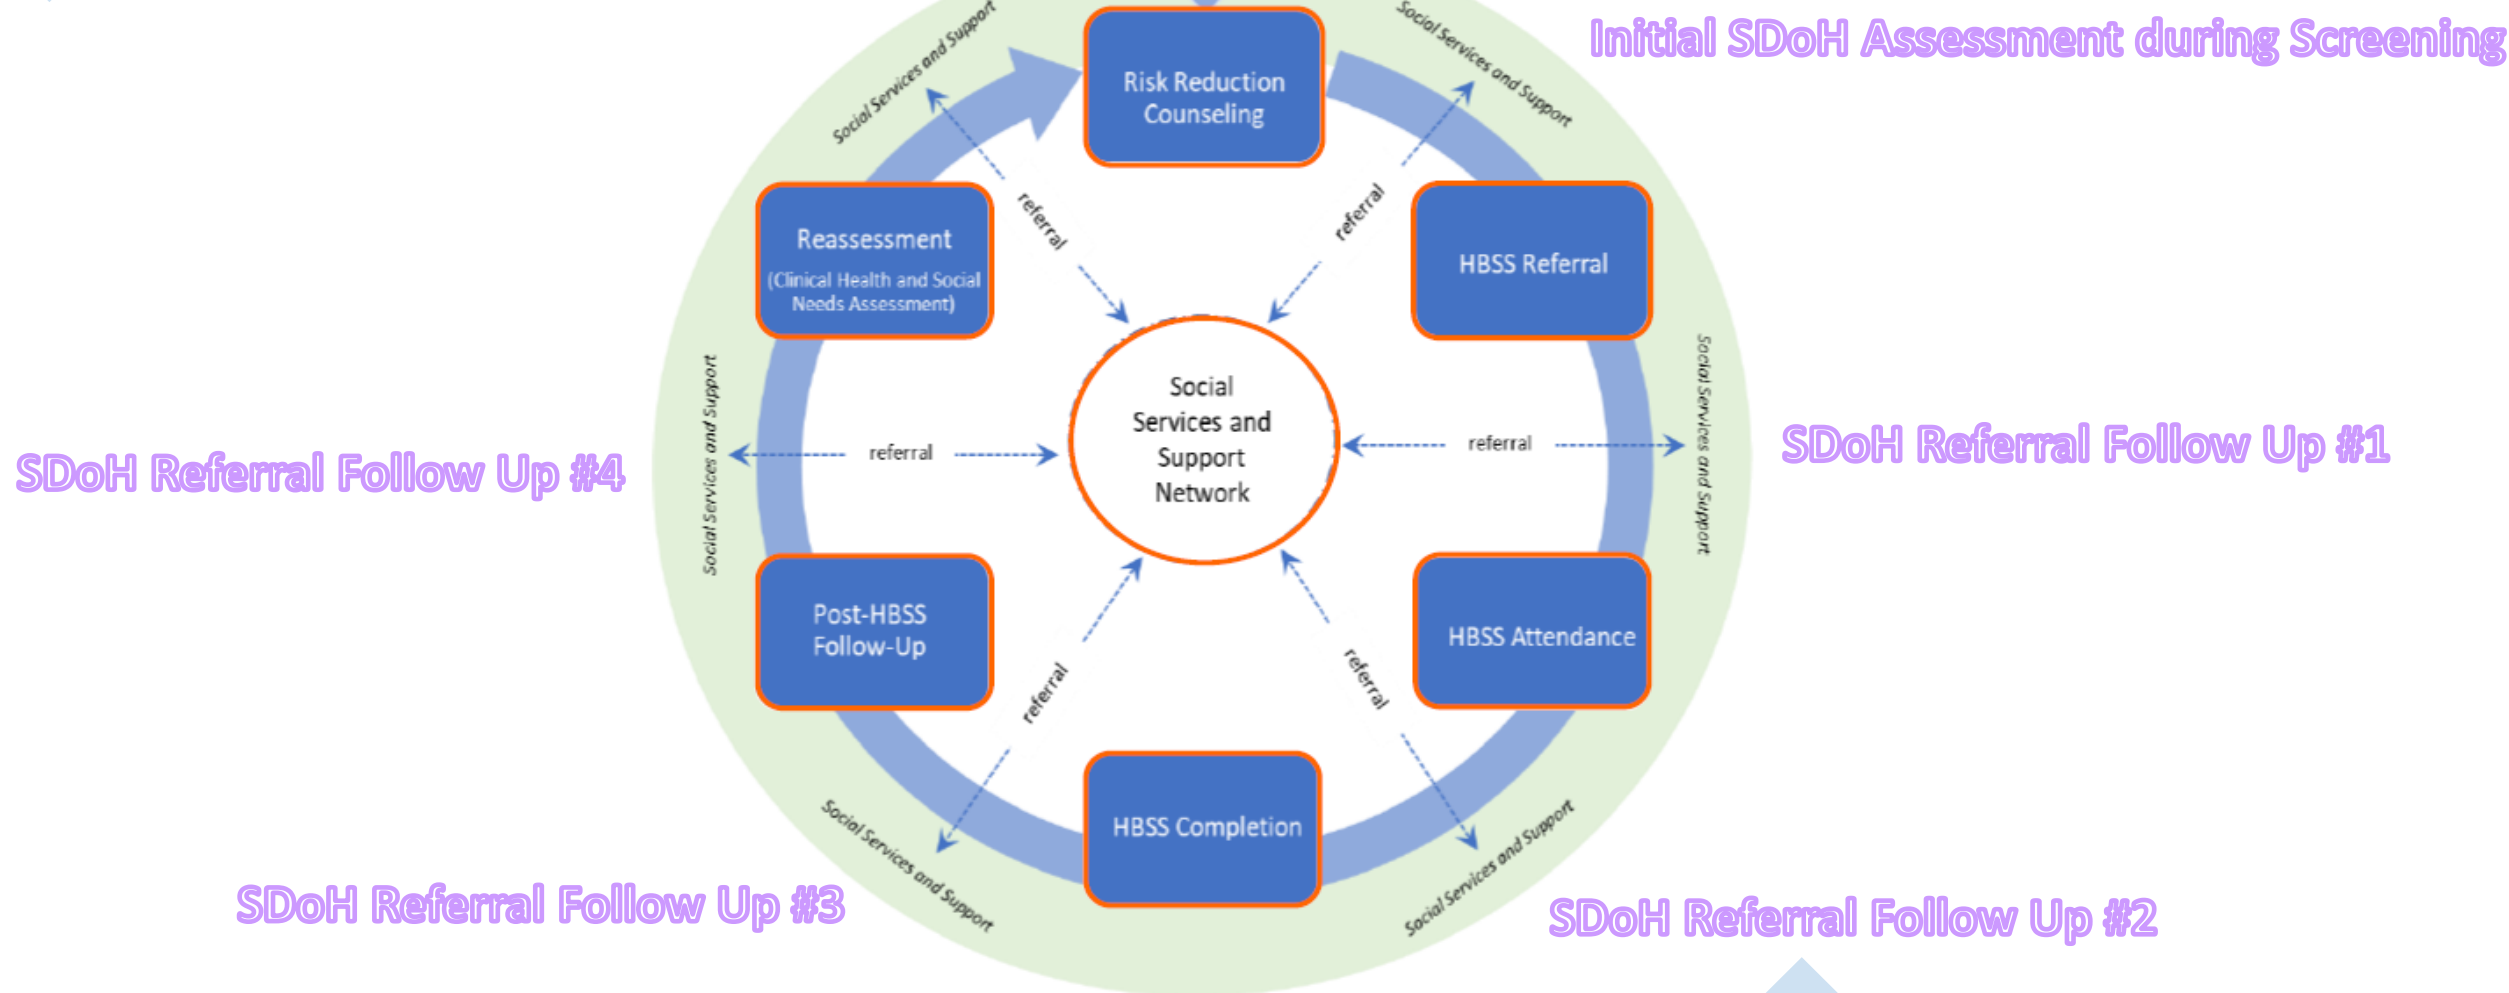 Initial SDoH Assessment during Screening
Social Services and Support
Social Services and Support
Risk Reduction
Counseling
referral
referral
Reassessment
(Clinical Health and Social
Needs Assessment)
HBSS Referral
Social
Services and
Support
Network
Social Services and Support
referral
referral
Social Services and Support
SDoH Referral Follow Up #4
SDoH Referral Follow Up #1
Post-HBSS
Follow-Up
HBSS Attendance
referral
referral
HBSS Completion
Social Services and Support
Social Services and Support
SDoH Referral Follow Up #3
SDoH Referral Follow Up #2